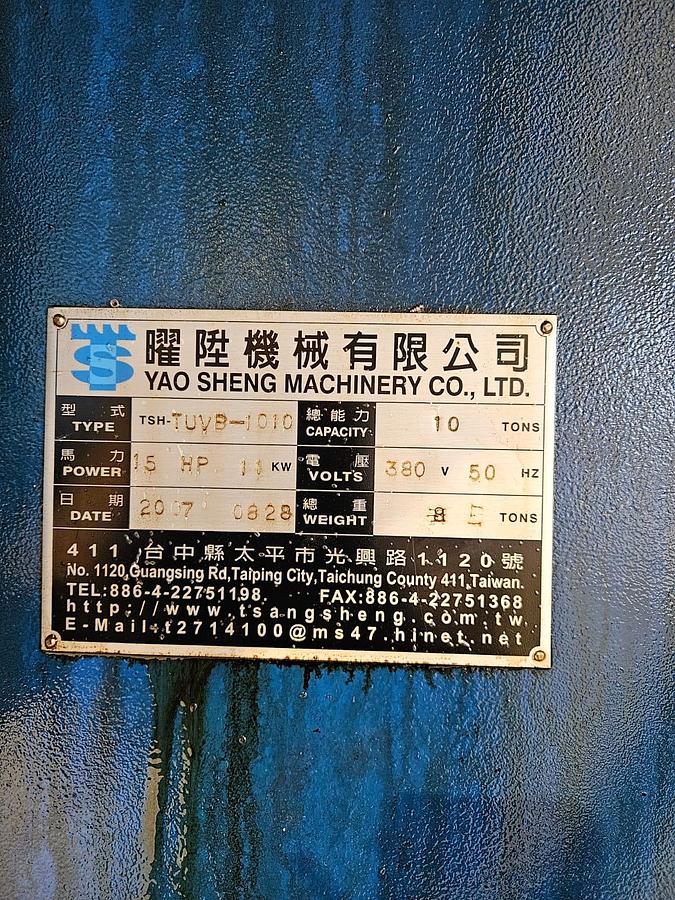 曜陞機械有限公司
YAO SHENG MACHINERY CO., LTD.
型式 TYPE TSH-TUVB-1010 總能力 CAPACITY 10 TONS
馬力 POWER 15 HP 11 KW 電壓 VOLTS 380 V 50 HZ
日期 DATE 2007 0828 總重 WEIGHT TONS
411 台中縣太平市光興路1120號
No. 1120,Guangsing Rd,Taiping City,Taichung County 411,Taiwan.
TEL:886-4-22751198. FAX:886-4-22751368
http://www.tsangsheng.com.tw
E-Mail:t2714100@ms47.hinet.net